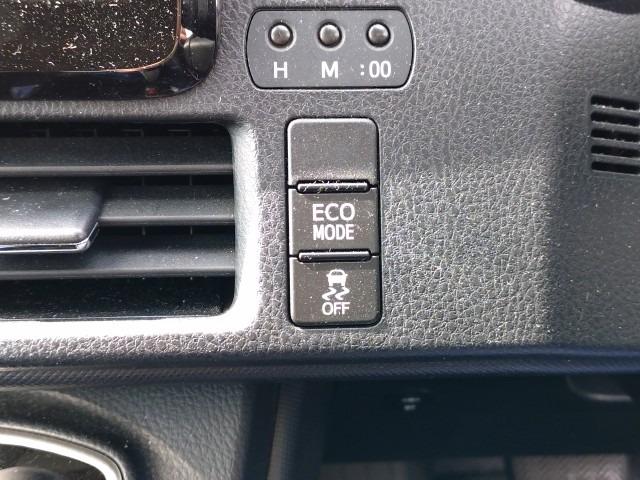 H M :00
ECO
MODE
OFF